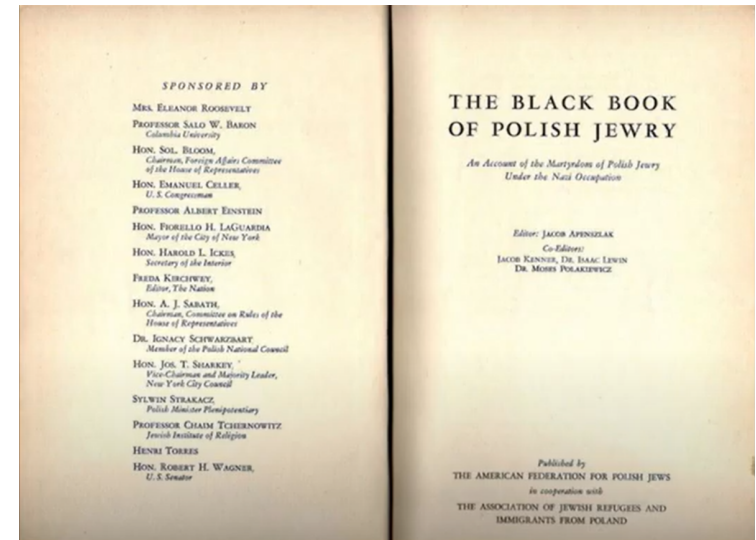 SPONSORED BY
MRS. ELEANOR ROOSEVELT
PROFESSOR SALO W. BARON
Columbia University
HON. SOL. BLOOM,
Chairman, Foreign Affairs Committee
of the House of Representatives
HON. EMANUEL CELLER,
U. S. Congressman
PROFESSOR ALBERT EINSTEIN
HON. FIORELLO H. LAGUARDIA
Mayor of the City of New York
HON. HAROLD L. ICKES,
Secretary of the Interior
FREDA KIRCHWEY,
Editor, The Nation
HON. A. J. SABATH,
Chairman, Committee on Rules of the
House of Representatives
DR. IGNACY SCHWARZBART,
Member of the Polish National Council
HON. JOS. T. SHARKEY,
Vice-Chairman and Majority Leader,
New York City Council
SYLWIN STRAKACZ,
Polish Minister Plenipotentiary
PROFESSOR CHAIM TCHERNOWITZ
Jewish Institute of Religion
HENRI TORRES
HON. ROBERT H. WAGNER,
U. S. Senator
THE BLACK BOOK
OF POLISH JEWRY
An Account of the Martyrdom of Polish Jewry
Under the Nazi Occupation
Editor: JACOB APENSZLAK
Co-Editors:
JACOB KENNER, DR. ISAAC LEWIN
DR. MOSES POLAKIEWICZ
Published by
THE AMERICAN FEDERATION FOR POLISH JEWS
in cooperation with
THE ASSOCIATION OF JEWISH REFUGEES AND
IMMIGRANTS FROM POLAND